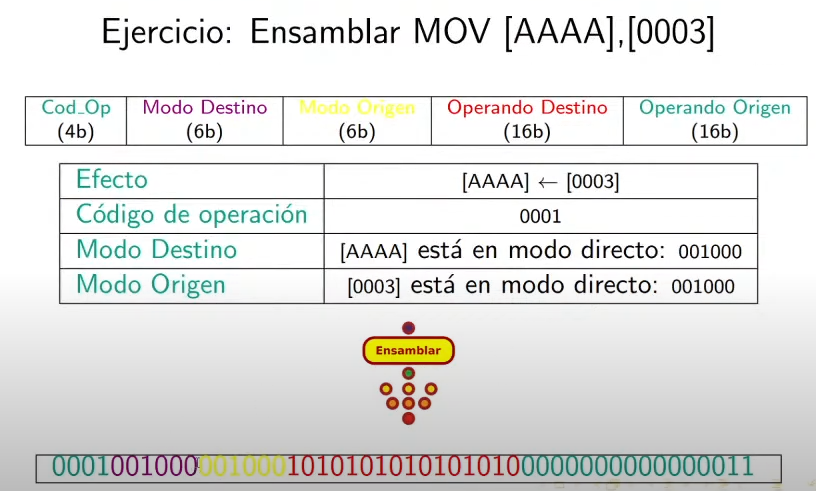 Ejercicio: Ensamblar MOV [AAAA],[0003]
Cod_Op Modo Destino Modo Origen Operando Destino Operando Origen
(4b) (6b) (6b) (16b) (16b)
Efecto [AAAA] ← [0003]
Código de operación 0001
Modo Destino [AAAA] está en modo directo: 001000
Modo Origen [0003] está en modo directo: 001000
Ensamblar
000100100000100010101010101010100000000000000011